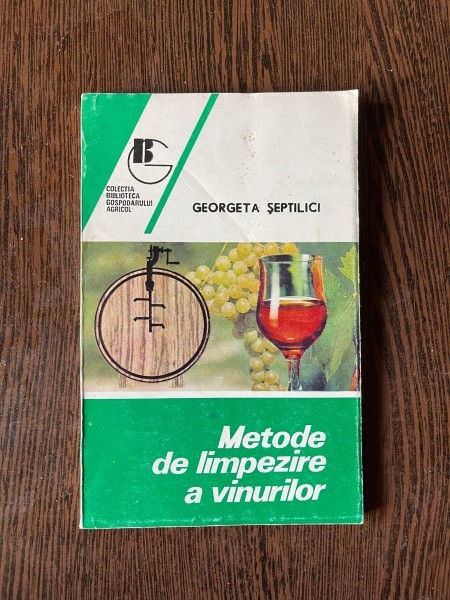 BG
COLECȚIA
BIBLIOTECA
GOSPODARULUI
AGRICOL
GEORGETA ȘEPTILICI
Metode
de limpezire
a vinurilor